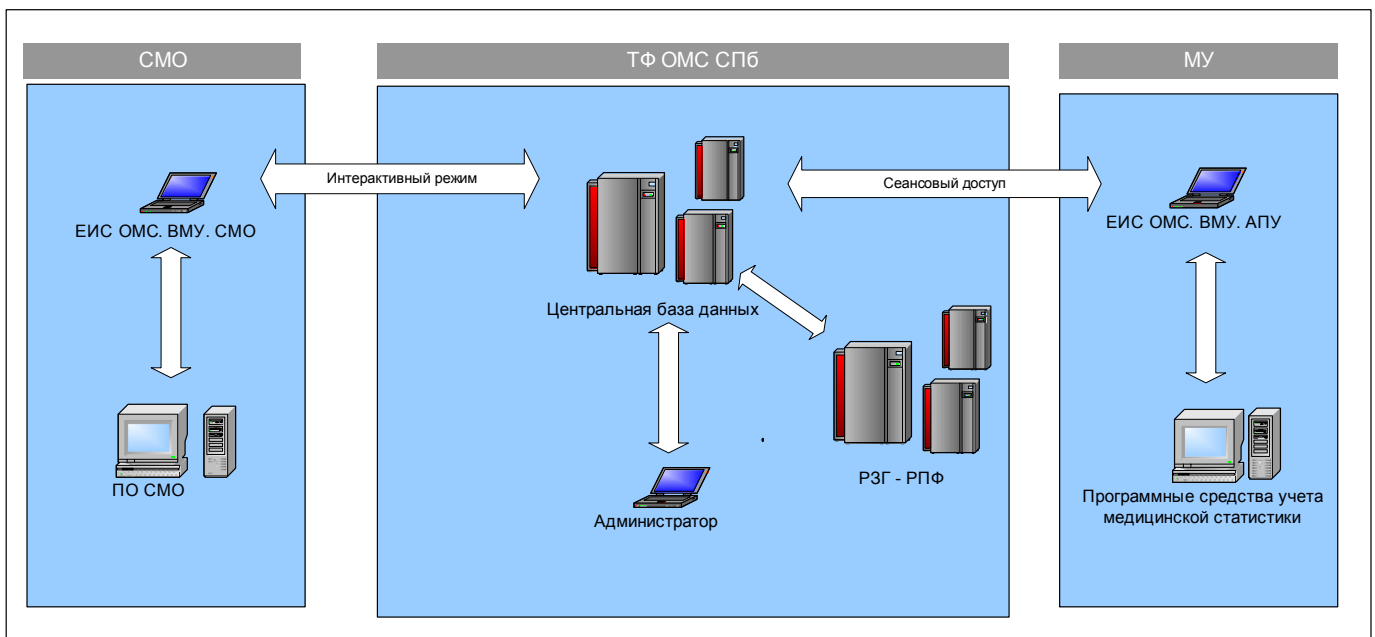 СМО
ТФ ОМС СПб
МУ
Интерактивный режим
Сеансовый доступ
ЕИС ОМС. ВМУ. СМО
ЕИС ОМС. ВМУ. АПУ
Центральная база данных
ПО СМО
Администратор
РЗГ - РПФ
Программные средства учета
медицинской статистики